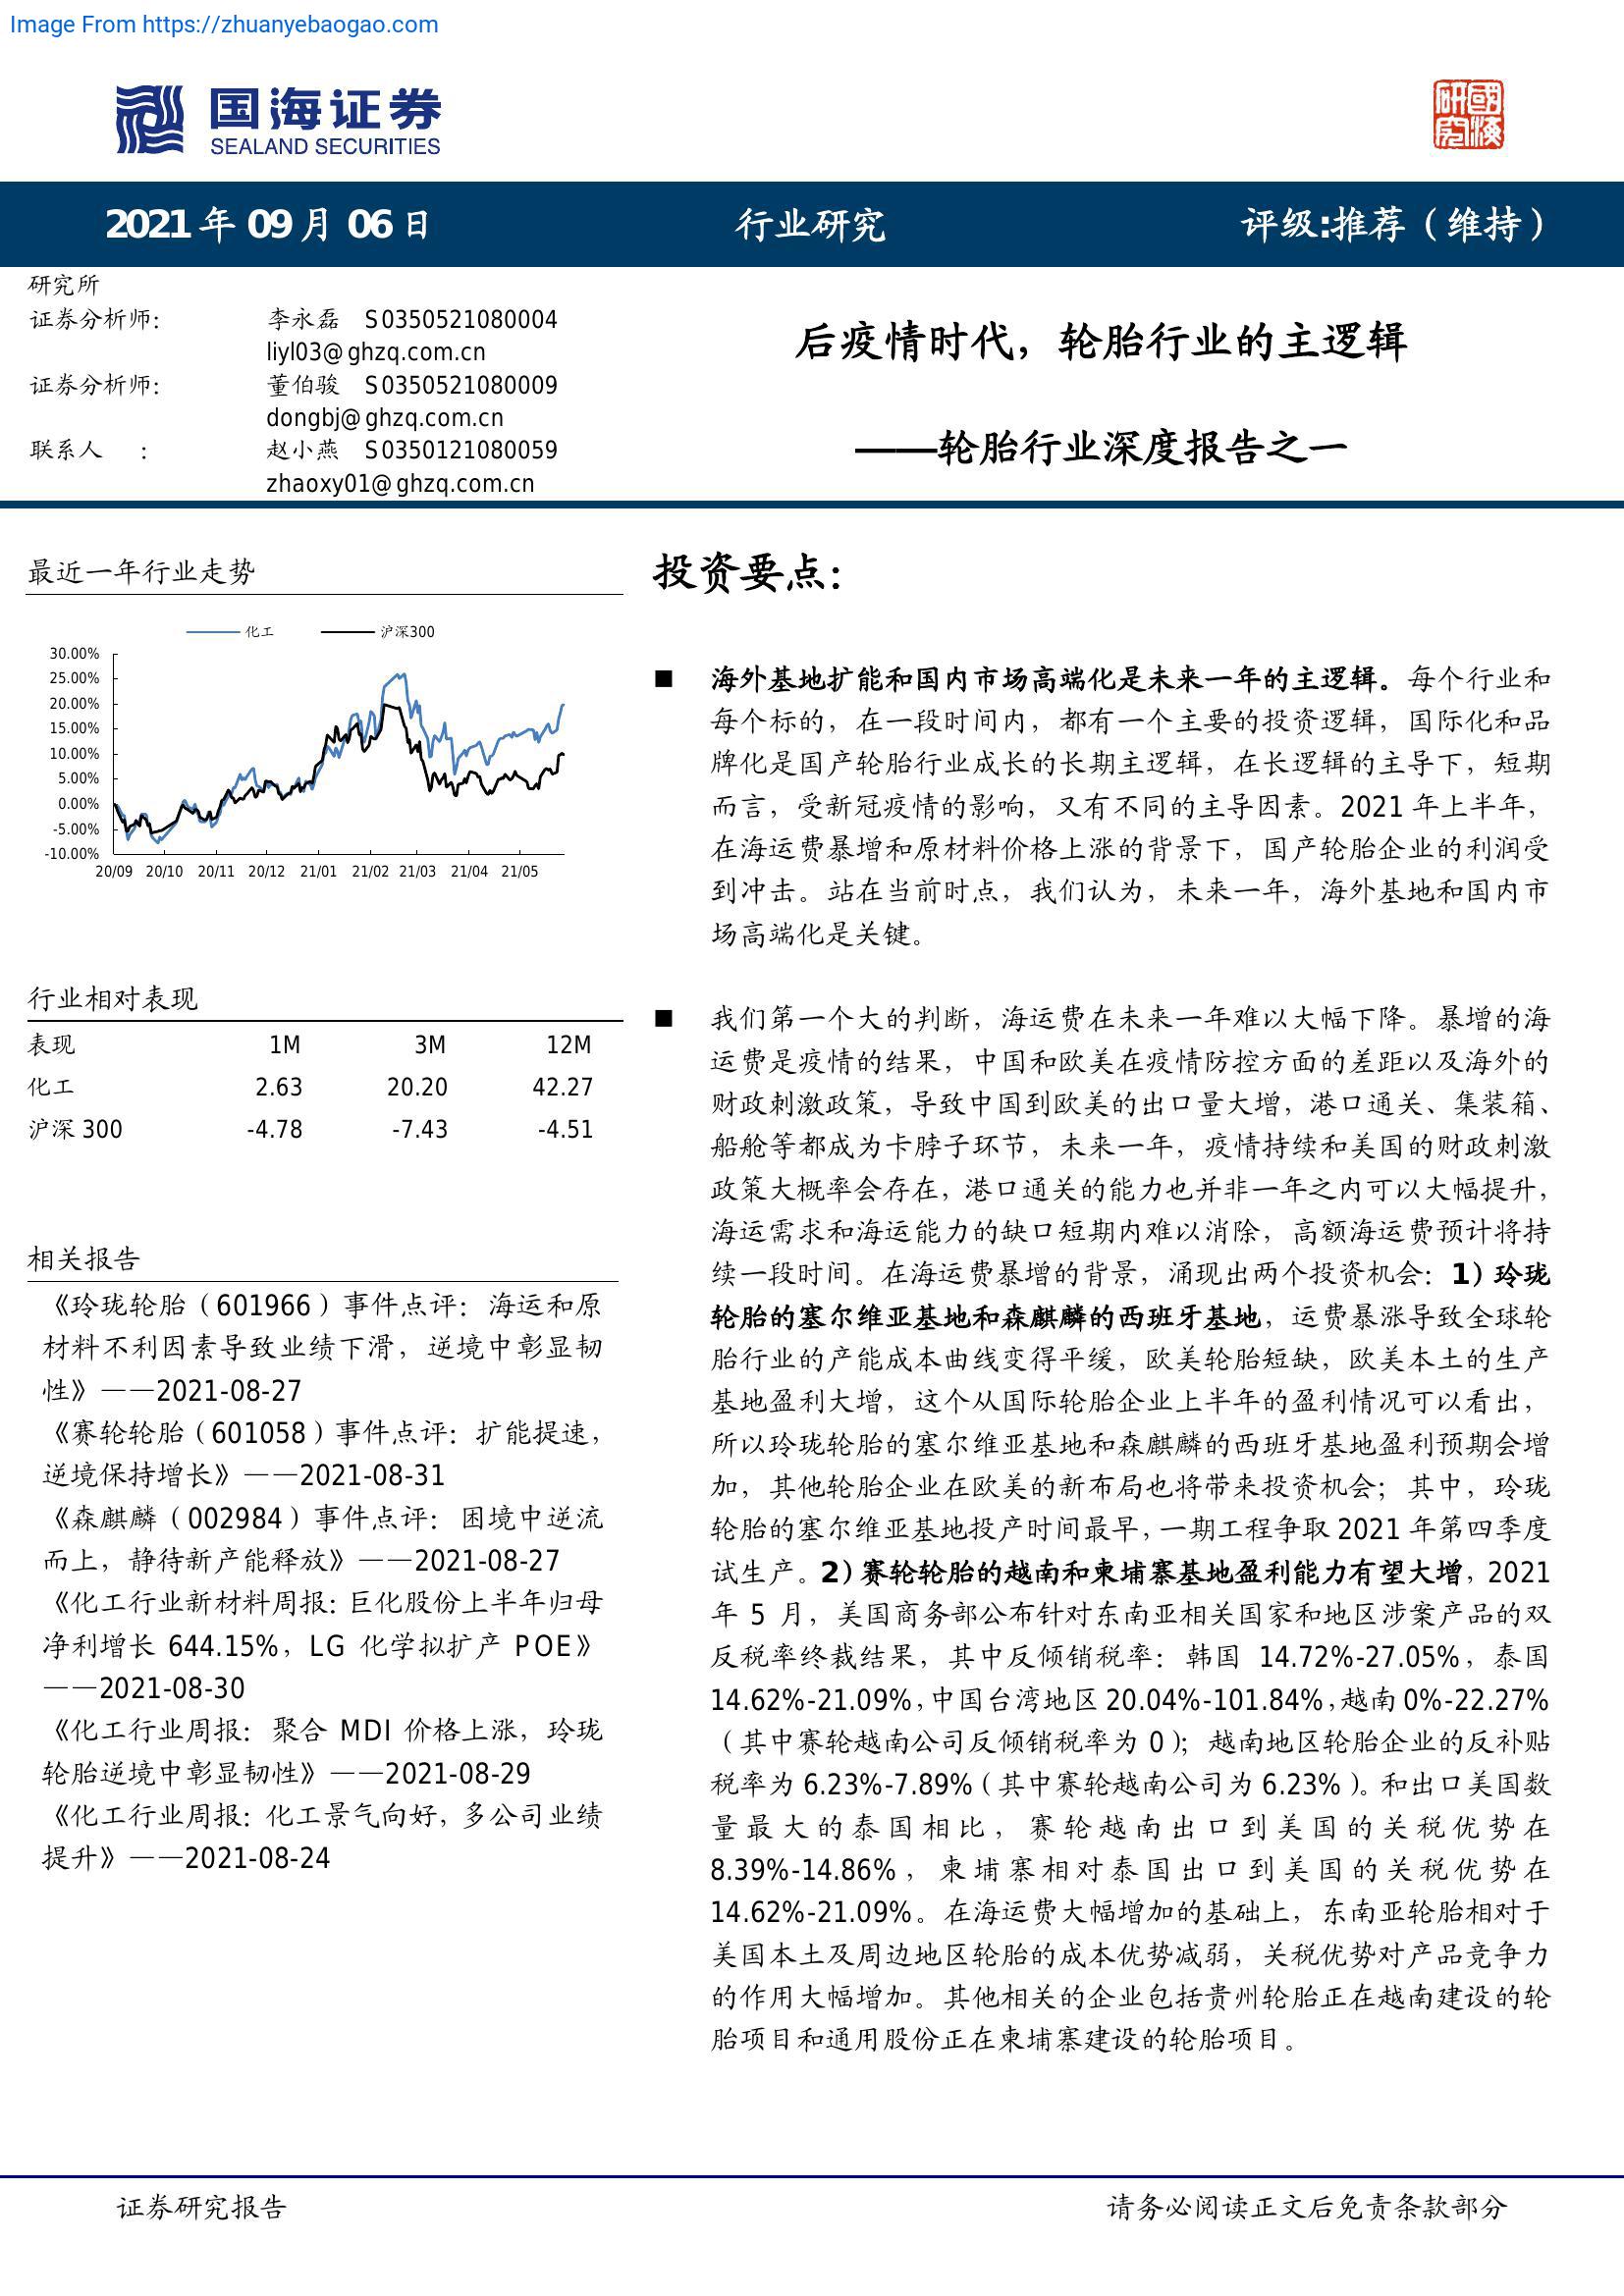 Image From https://zhuanyebaogao.com
国海证券
SEALAND SECURITIES
研國
究海
2021 年 09 月 06 日 行业研究 评级:推荐（维持）
研究所
证券分析师： 李永磊 S0350521080004
liyl03@ghzq.com.cn
证券分析师： 董伯骏 S0350521080009
dongbj@ghzq.com.cn
联系人 ： 赵小燕 S0350121080059
zhaoxy01@ghzq.com.cn
后疫情时代，轮胎行业的主逻辑
——轮胎行业深度报告之一
最近一年行业走势
化工 沪深300
30.00%
25.00%
20.00%
15.00%
10.00%
5.00%
0.00%
-5.00%
-10.00%
20/09 20/10 20/11 20/12 21/01 21/02 21/03 21/04 21/05
行业相对表现
表现 1M 3M 12M
化工 2.63 20.20 42.27
沪深 300 -4.78 -7.43 -4.51
相关报告
《玲珑轮胎（601966）事件点评：海运和原
材料不利因素导致业绩下滑，逆境中彰显韧
性》——2021-08-27
《赛轮轮胎（601058）事件点评：扩能提速，
逆境保持增长》——2021-08-31
《森麒麟（002984）事件点评：困境中逆流
而上，静待新产能释放》——2021-08-27
《化工行业新材料周报：巨化股份上半年归母
净利增长 644.15%，LG 化学拟扩产 POE》
——2021-08-30
《化工行业周报：聚合 MDI 价格上涨，玲珑
轮胎逆境中彰显韧性》——2021-08-29
《化工行业周报：化工景气向好，多公司业绩
提升》——2021-08-24
投资要点：
■ 海外基地扩能和国内市场高端化是未来一年的主逻辑。每个行业和
每个标的，在一段时间内，都有一个主要的投资逻辑，国际化和品
牌化是国产轮胎行业成长的长期主逻辑，在长逻辑的主导下，短期
而言，受新冠疫情的影响，又有不同的主导因素。2021 年上半年，
在海运费暴增和原材料价格上涨的背景下，国产轮胎企业的利润受
到冲击。站在当前时点，我们认为，未来一年，海外基地和国内市
场高端化是关键。
■ 我们第一个大的判断，海运费在未来一年难以大幅下降。暴增的海
运费是疫情的结果，中国和欧美在疫情防控方面的差距以及海外的
财政刺激政策，导致中国到欧美的出口量大增，港口通关、集装箱、
船舱等都成为卡脖子环节，未来一年，疫情持续和美国的财政刺激
政策大概率会存在，港口通关的能力也并非一年之内可以大幅提升，
海运需求和海运能力的缺口短期内难以消除，高额海运费预计将持
续一段时间。在海运费暴增的背景，涌现出两个投资机会：1）玲珑
轮胎的塞尔维亚基地和森麒麟的西班牙基地，运费暴涨导致全球轮
胎行业的产能成本曲线变得平缓，欧美轮胎短缺，欧美本土的生产
基地盈利大增，这个从国际轮胎企业上半年的盈利情况可以看出，
所以玲珑轮胎的塞尔维亚基地和森麒麟的西班牙基地盈利预期会增
加，其他轮胎企业在欧美的新布局也将带来投资机会；其中，玲珑
轮胎的塞尔维亚基地投产时间最早，一期工程争取 2021 年第四季度
试生产。2）赛轮轮胎的越南和柬埔寨基地盈利能力有望大增，2021
年 5 月，美国商务部公布针对东南亚相关国家和地区涉案产品的双
反税率终裁结果，其中反倾销税率：韩国 14.72%-27.05%，泰国
14.62%-21.09%，中国台湾地区 20.04%-101.84%，越南 0%-22.27%
（其中赛轮越南公司反倾销税率为 0）；越南地区轮胎企业的反补贴
税率为 6.23%-7.89%（其中赛轮越南公司为 6.23%）。和出口美国数
量最大的泰国相比，赛轮越南出口到美国的关税优势在
8.39%-14.86%，柬埔寨相对泰国出口到美国的关税优势在
14.62%-21.09%。在海运费大幅增加的基础上，东南亚轮胎相对于
美国本土及周边地区轮胎的成本优势减弱，关税优势对产品竞争力
的作用大幅增加。其他相关的企业包括贵州轮胎正在越南建设的轮
胎项目和通用股份正在柬埔寨建设的轮胎项目。
证券研究报告 请务必阅读正文后免责条款部分